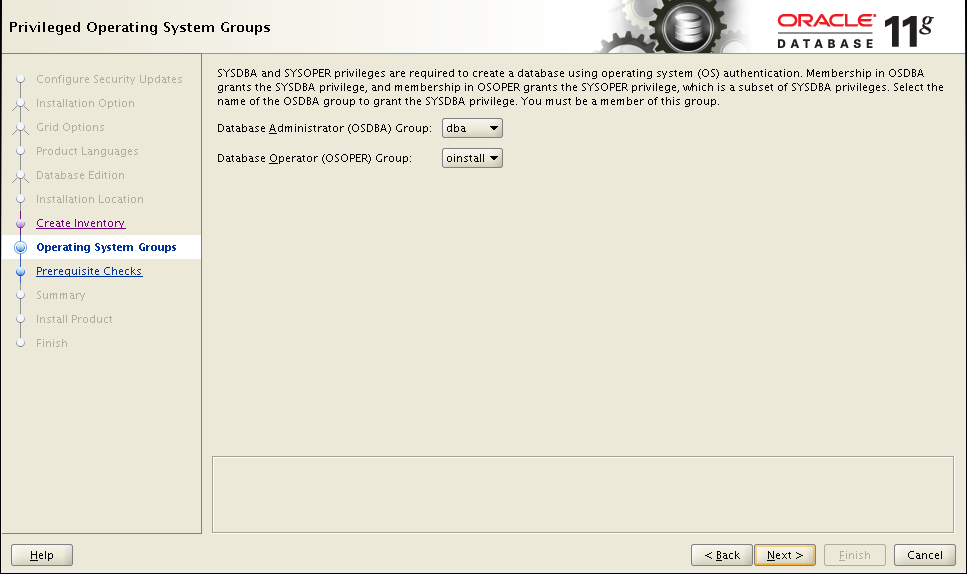 Privileged Operating System Groups
ORACLE®
DATABASE 11g
Configure Security Updates
Installation Option
Grid Options
Product Languages
Database Edition
Installation Location
Create Inventory
Operating System Groups
Prerequisite Checks
Summary
Install Product
Finish
SYSDBA and SYSOPER privileges are required to create a database using operating system (OS) authentication. Membership in OSDBA
grants the SYSDBA privilege, and membership in OSOPER grants the SYSOPER privilege, which is a subset of SYSDBA privileges. Select the
name of the OSDBA group to grant the SYSDBA privilege. You must be a member of this group.
Database Administrator (OSDBA) Group: dba
Database Operator (OSOPER) Group: oinstall
Help < Back Next > Finish Cancel